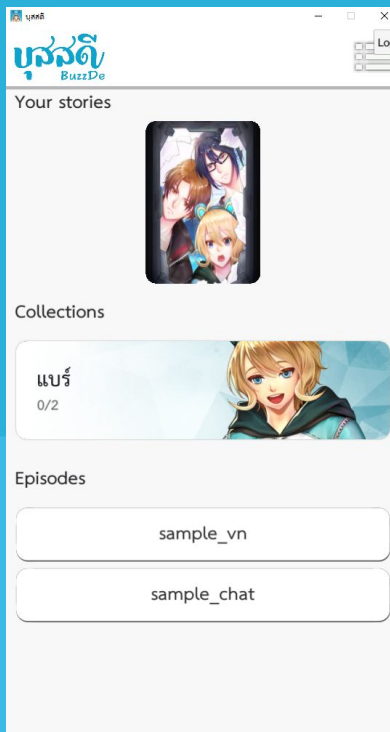 บุสสดี
Lo
บุสสดี
BuzzDe
Your stories
Collections
แบร์
0/2
Episodes
sample_vn
sample_chat